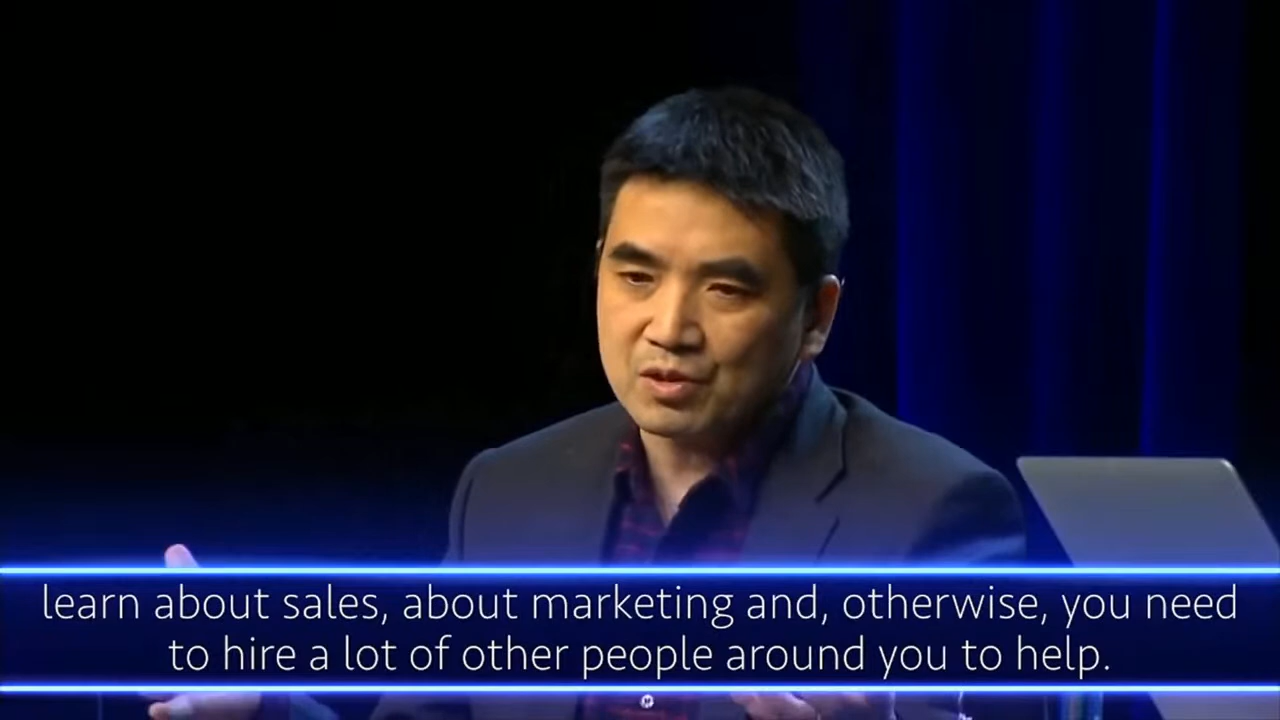 learn about sales, about marketing and, otherwise, you need
to hire a lot of other people around you to help.